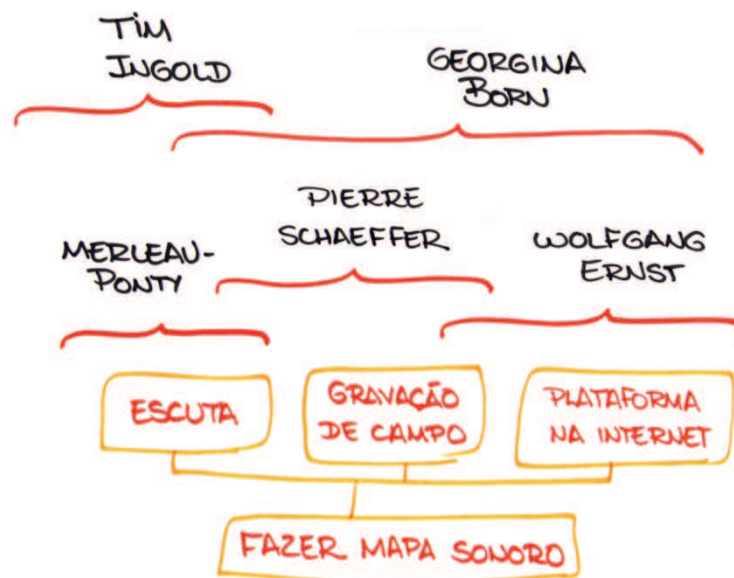 TIM
INGOLD
GEORGINA
BORN
PIERRE
SCHAEFFER
MERLEAU-
PONTY
WOLFGANG
ERNST
ESCUTA
GRAVAÇÃO
DE CAMPO
PLATAFORMA
NA INTERNET
FAZER MAPA SONORO